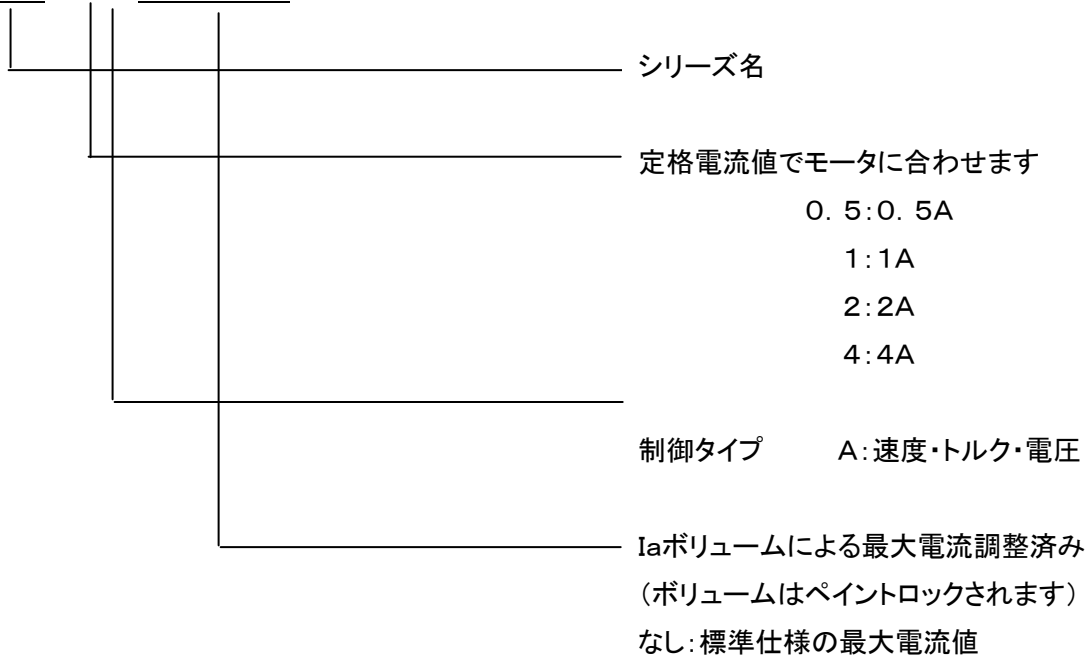 シリーズ名
定格電流値でモータに合わせます
０．５：０．５Ａ
１：１Ａ
２：２Ａ
４：４Ａ
制御タイプ　　Ａ：速度・トルク・電圧
Iaボリュームによる最大電流調整済み
（ボリュームはペイントロックされます）
なし：標準仕様の最大電流値